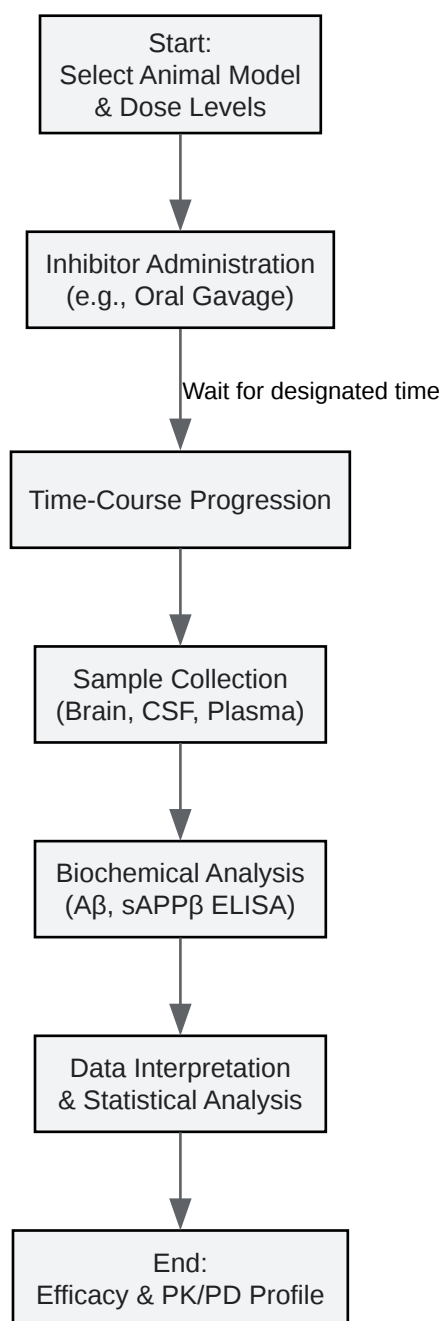 Start:
Select Animal Model
& Dose Levels
Inhibitor Administration
(e.g., Oral Gavage)
Wait for designated time
Time-Course Progression
Sample Collection
(Brain, CSF, Plasma)
Biochemical Analysis
(Aβ, sAPPβ ELISA)
Data Interpretation
& Statistical Analysis
End:
Efficacy & PK/PD Profile